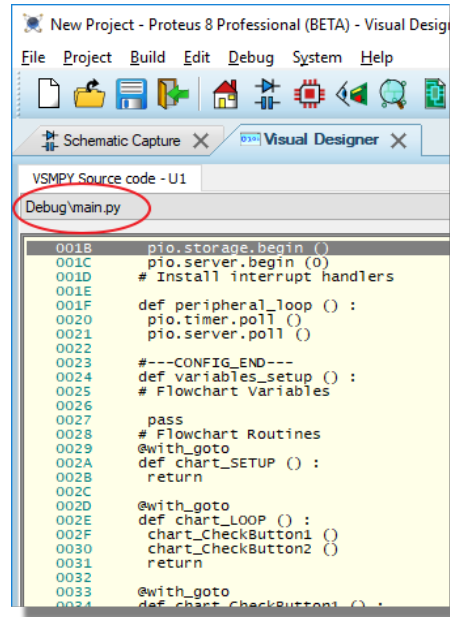 New Project - Proteus 8 Professional (BETA) - Visual Desig
File Project Build Edit Debug System Help
Schematic Capture Visual Designer
VSMPY Source code - U1
Debug\main.py
001B pio.storage.begin ()
001C pio.server.begin (0)
001D # Install interrupt handlers
001E
001F def peripheral_loop () :
0020 pio.timer.poll ()
0021 pio.server.poll ()
0022
0023 #---CONFIG_END---
0024 def variables_setup () :
0025 # Flowchart Variables
0026
0027 pass
0028 # Flowchart Routines
0029 @with_goto
002A def chart_SETUP () :
002B return
002C
002D @with_goto
002E def chart_LOOP () :
002F chart_CheckButton1 ()
0030 chart_CheckButton2 ()
0031 return
0032
0033 @with_goto
0034 def chart_CheckButton1 () :